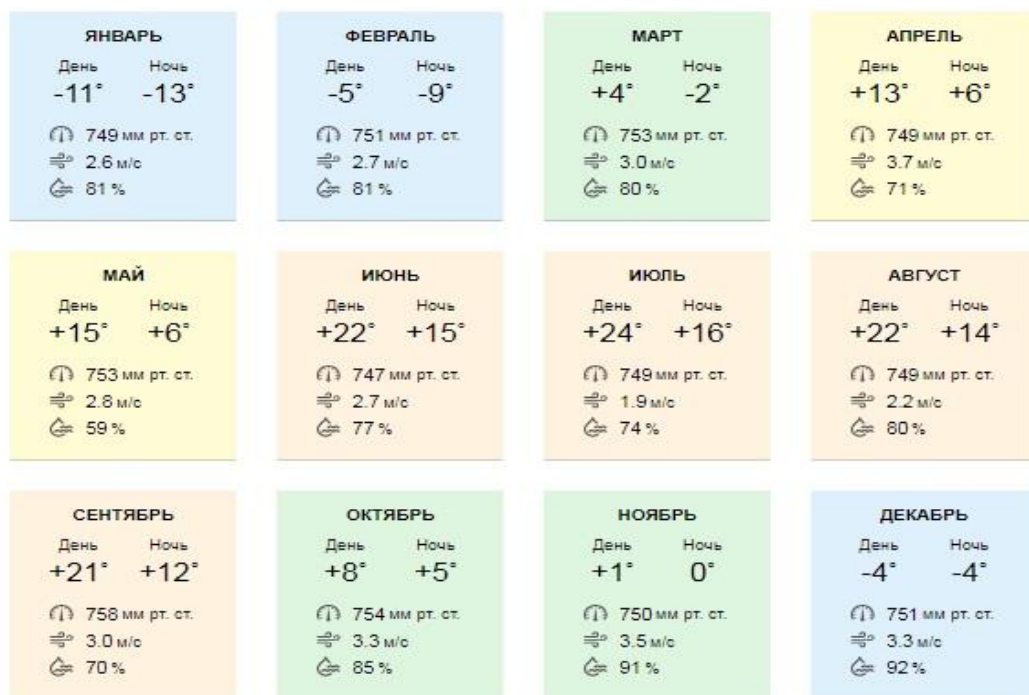 ЯНВАРЬ
День Ночь
-11° -13°
749 мм рт. ст.
2.6 м/с
81 %
ФЕВРАЛЬ
День Ночь
-5° -9°
751 мм рт. ст.
2.7 м/с
81 %
МАРТ
День Ночь
+4° -2°
753 мм рт. ст.
3.0 м/с
80 %
АПРЕЛЬ
День Ночь
+13° +6°
749 мм рт. ст.
3.7 м/с
71 %
МАЙ
День Ночь
+15° +6°
753 мм рт. ст.
2.8 м/с
59 %
ИЮНЬ
День Ночь
+22° +15°
747 мм рт. ст.
2.7 м/с
77 %
ИЮЛЬ
День Ночь
+24° +16°
749 мм рт. ст.
1.9 м/с
74 %
АВГУСТ
День Ночь
+22° +14°
749 мм рт. ст.
2.2 м/с
80 %
СЕНТЯБРЬ
День Ночь
+21° +12°
758 мм рт. ст.
3.0 м/с
70 %
ОКТЯБРЬ
День Ночь
+8° +5°
754 мм рт. ст.
3.3 м/с
85 %
НОЯБРЬ
День Ночь
+1° 0°
750 мм рт. ст.
3.5 м/с
91 %
ДЕКАБРЬ
День Ночь
-4° -4°
751 мм рт. ст.
3.3 м/с
92 %